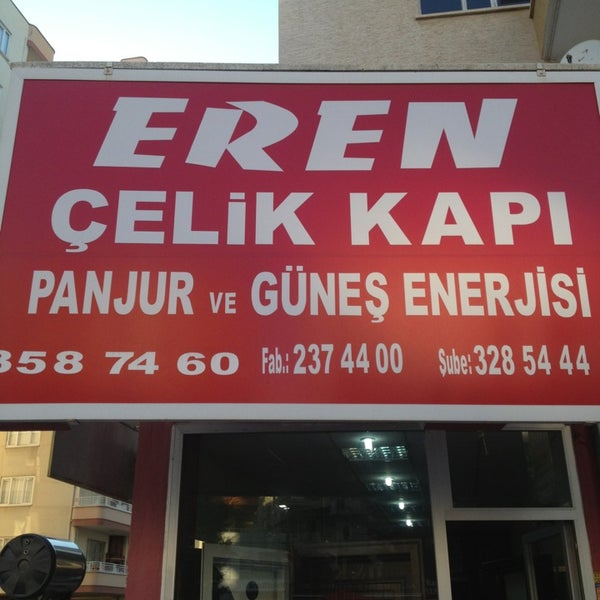 EREN
ÇELİK KAPI
PANJUR VE GÜNEŞ ENERJİSİ
358 74 60 Fab.: 237 44 00 Şube: 328 54 44